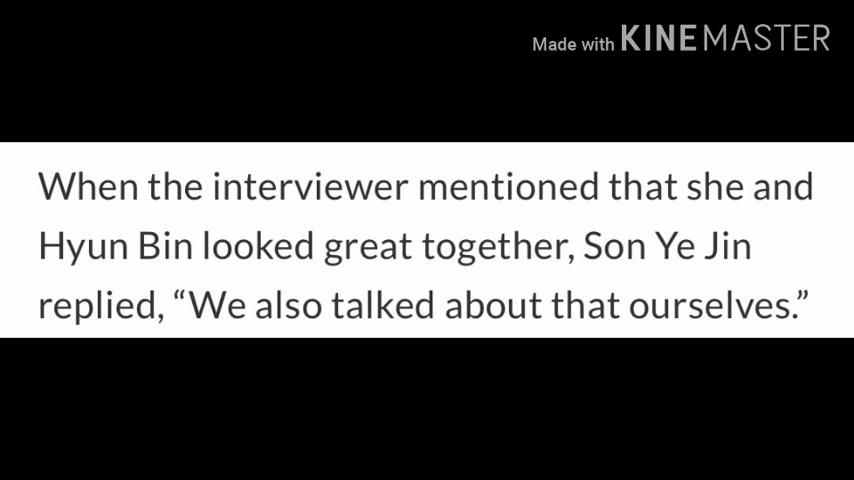 Made with KINEMASTER
When the interviewer mentioned that she and
Hyun Bin looked great together, Son Ye Jin
replied, “We also talked about that ourselves.”